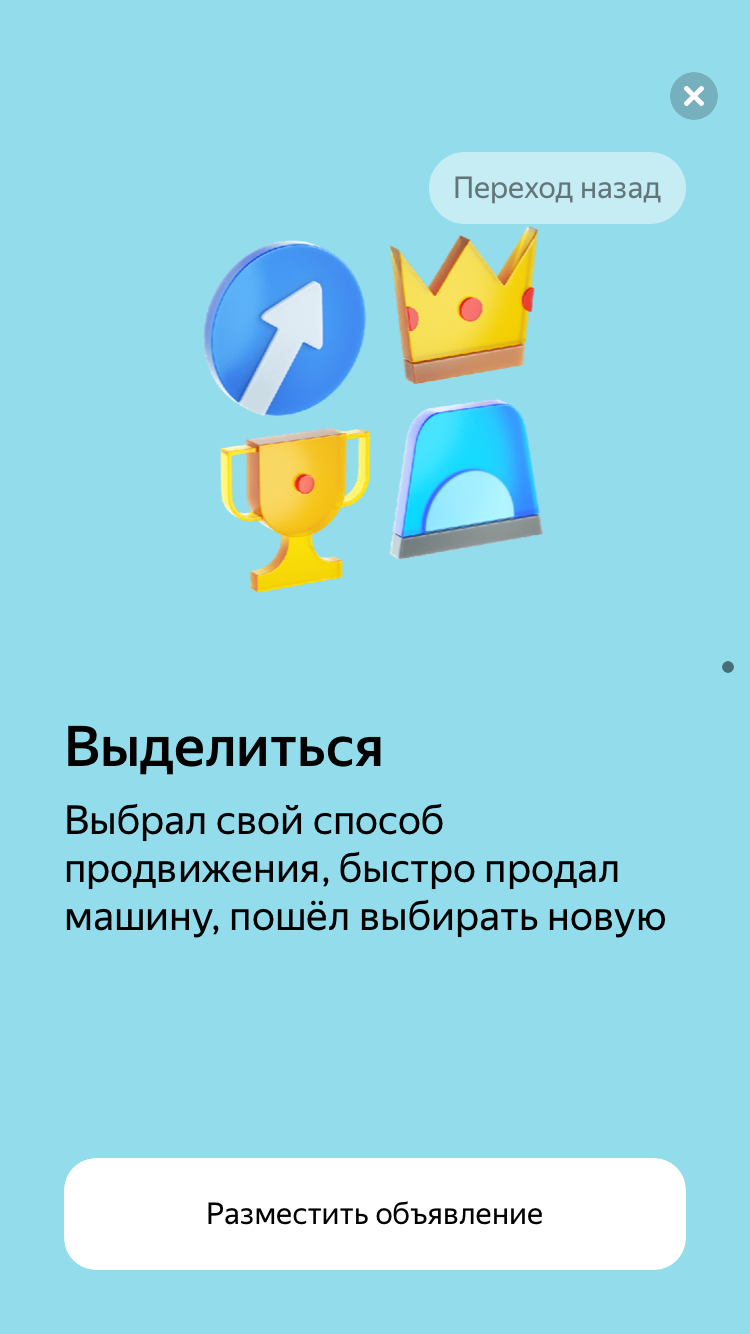 Переход назад
Выделиться
Выбрал свой способ
продвижения, быстро продал
машину, пошёл выбирать новую
Разместить объявление